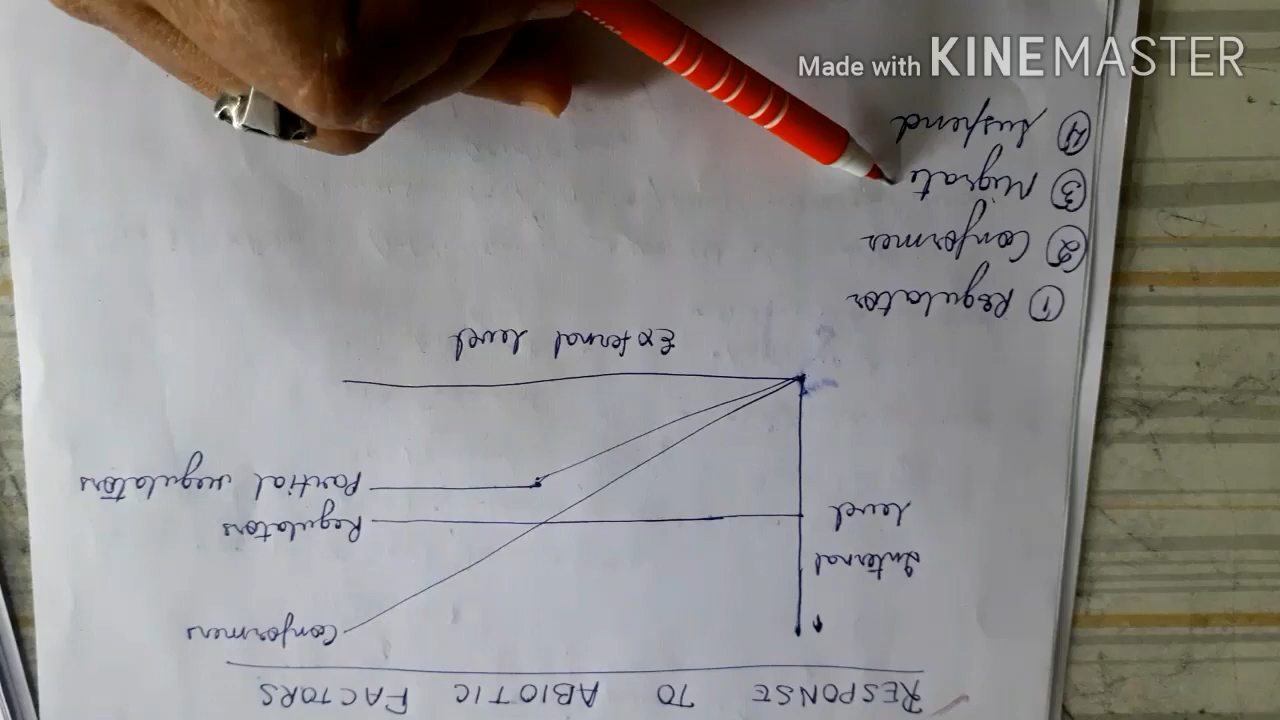 RESPONSE TO ABIOTIC FACTORS
Internal
level
Conformers
Regulators
Partial regulators
External level
① Regulator
② Conformer
③ Migrate
④ Suspend
Made with KINEMASTER